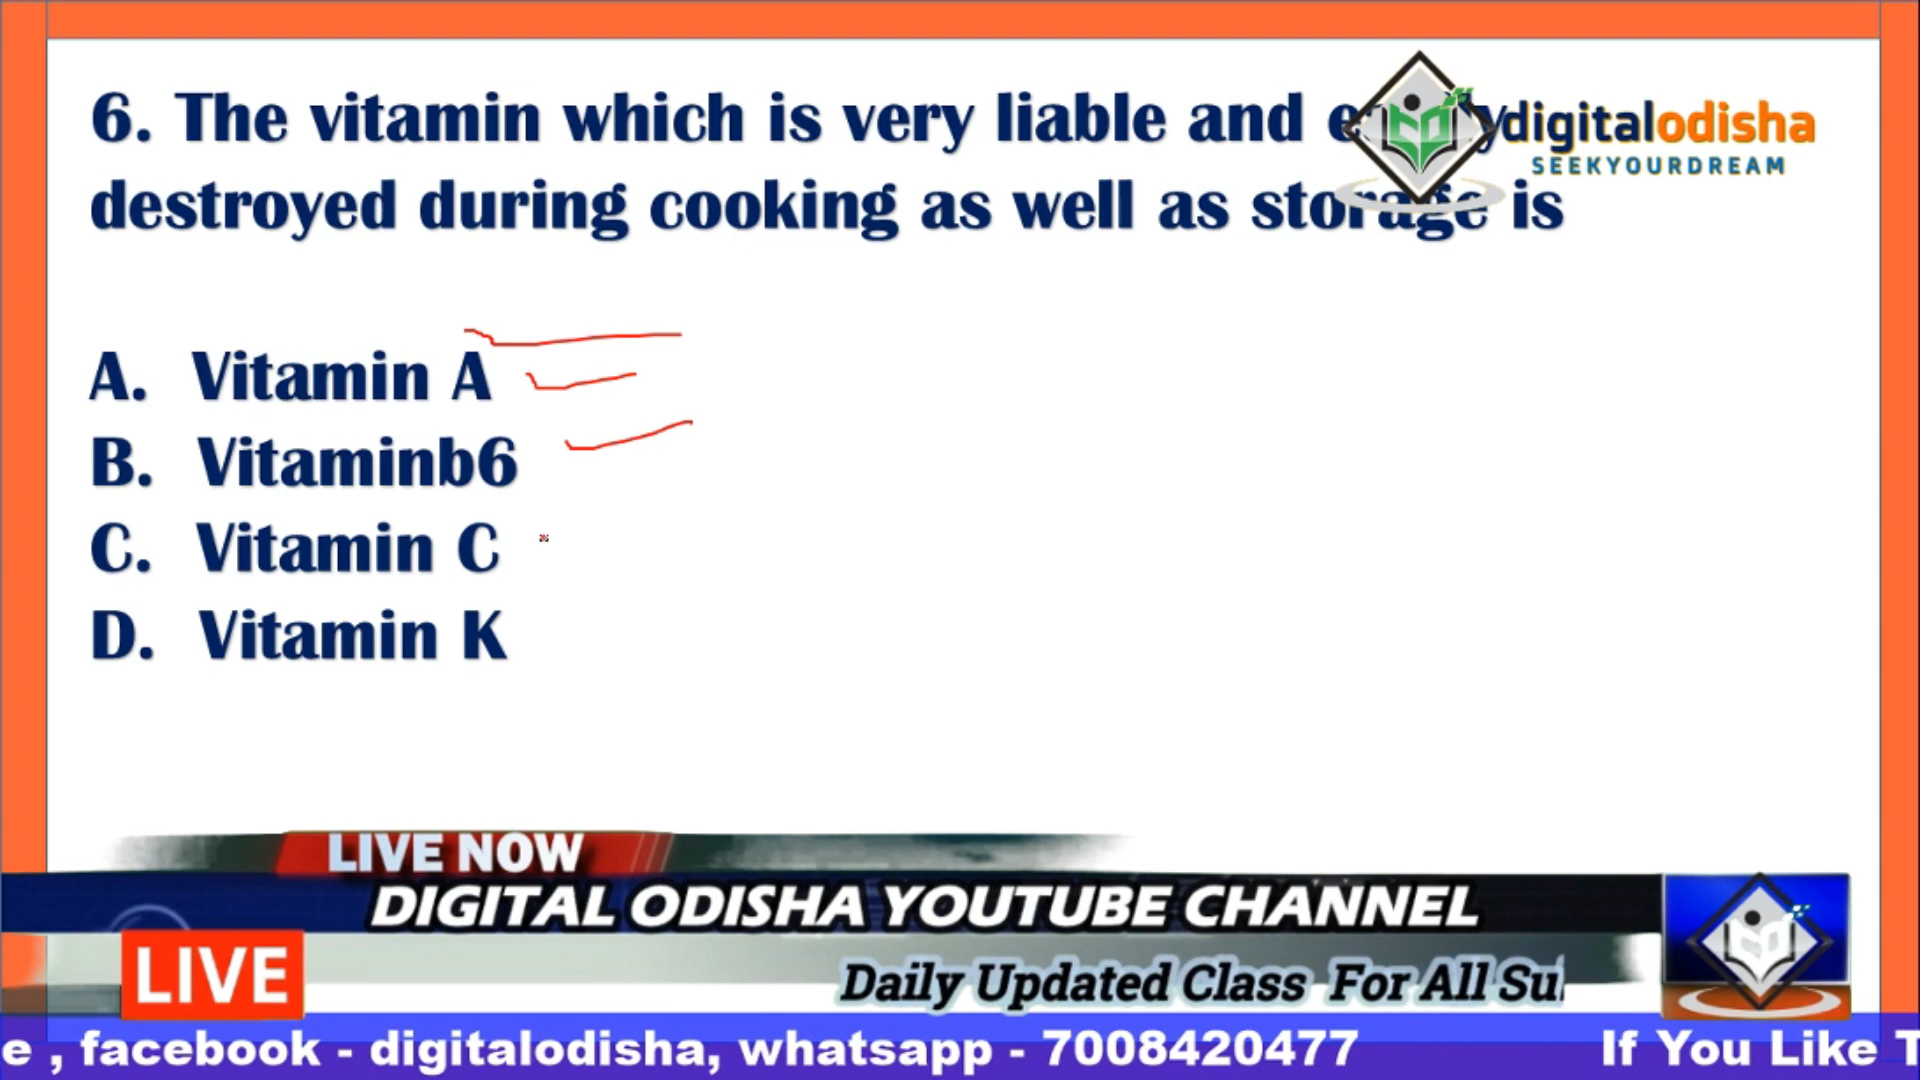 6. The vitamin which is very liable and
digitalodisha
SEEKYOURDREAM
destroyed during cooking as well as storage is
A. Vitamin A
B. Vitaminb6
C. Vitamin C
D. Vitamin K
LIVE NOW
DIGITAL ODISHA YOUTUBE CHANNEL
LIVE
Daily Updated Class For All
e , facebook - digitalodisha, whatsapp - 7008420477 If You Like T